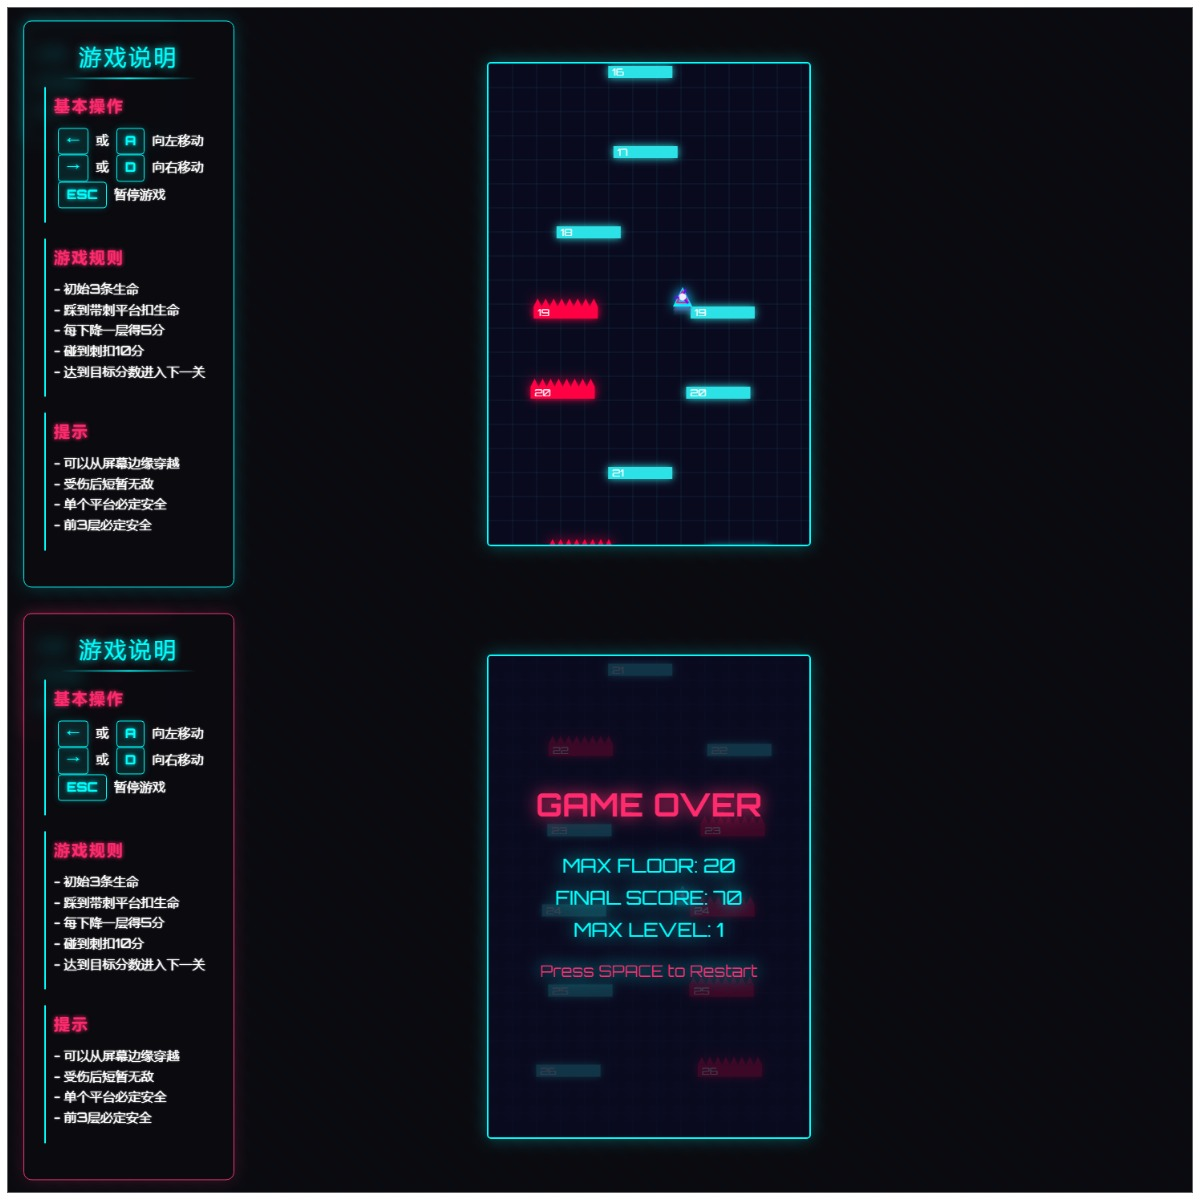 游戏说明
基本操作
← 或 A 向左移动
→ 或 D 向右移动
ESC 暂停游戏
游戏规则
- 初始3条生命
- 踩到带刺平台扣生命
- 每下降一层得5分
- 碰到刺扣10分
- 达到目标分数进入下一关
提示
- 可以从屏幕边缘穿越
- 受伤后短暂无敌
- 单个平台必定安全
- 前3层必定安全
16
17
18
19 19
20 20
21
游戏说明
基本操作
← 或 A 向左移动
→ 或 D 向右移动
ESC 暂停游戏
游戏规则
- 初始3条生命
- 踩到带刺平台扣生命
- 每下降一层得5分
- 碰到刺扣10分
- 达到目标分数进入下一关
提示
- 可以从屏幕边缘穿越
- 受伤后短暂无敌
- 单个平台必定安全
- 前3层必定安全
21
22 22
GAME OVER
23 23
MAX FLOOR: 20
FINAL SCORE: 70
24 24
MAX LEVEL: 1
Press SPACE to Restart
25 25
26 26